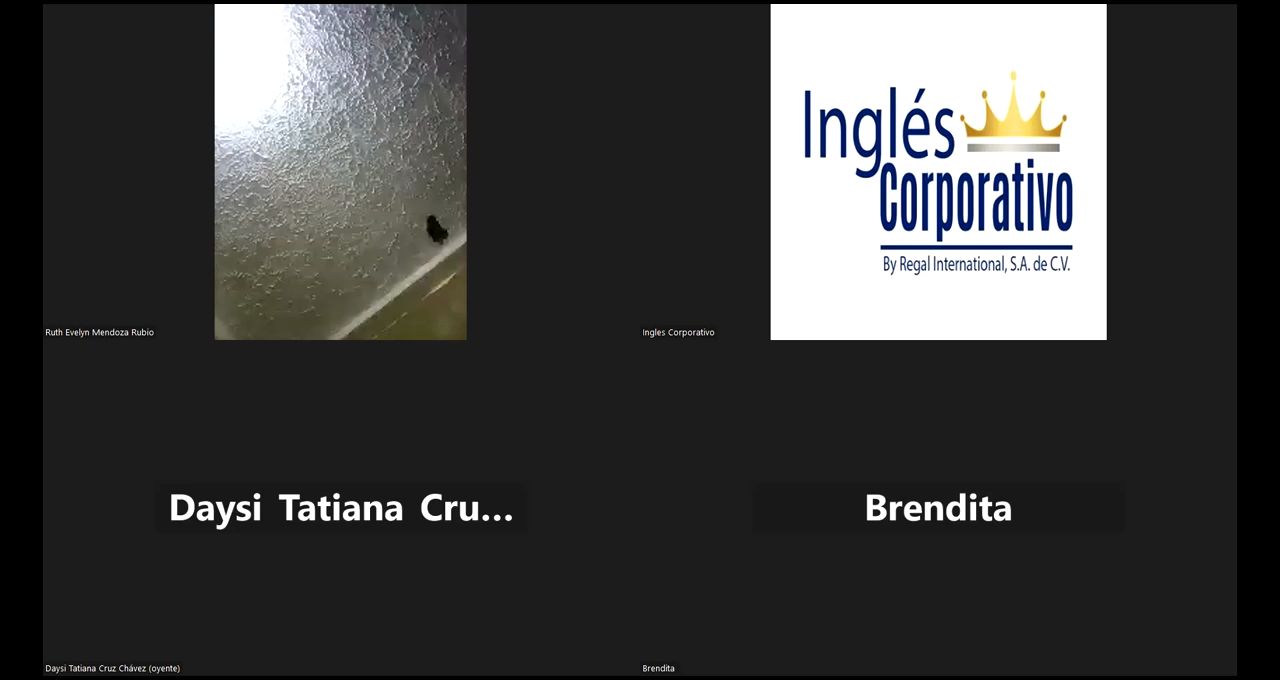 Inglés
Corporativo
By Regal International, S.A. de C.V.
Ruth Evelyn Mendoza Rubio
Ingles Corporativo
Daysi Tatiana Cru...
Brendita
Daysi Tatiana Cruz Chávez (oyente)
Brendita